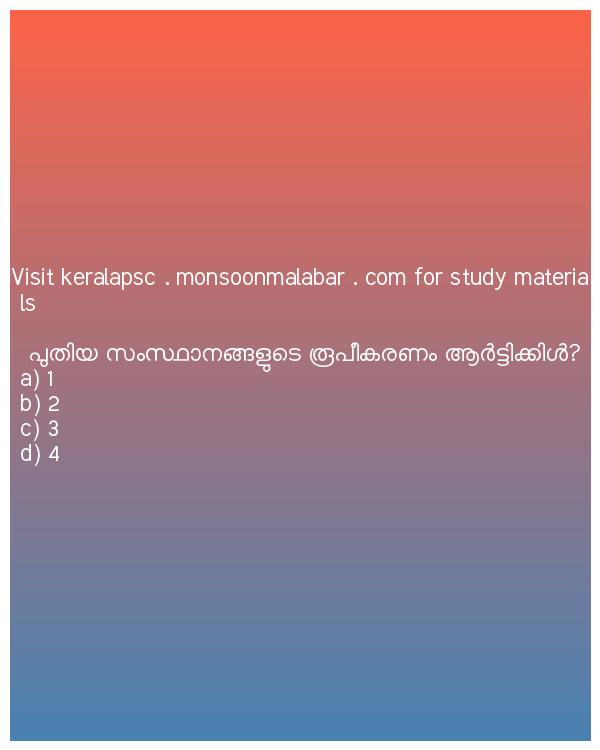 Visit keralapsc . monsoonmalabar . com for study materia
ls
പുതിയ സംസ്ഥാനങ്ങളുടെ രൂപീകരണം ആർട്ടിക്കിൾ?
a) 1
b) 2
c) 3
d) 4